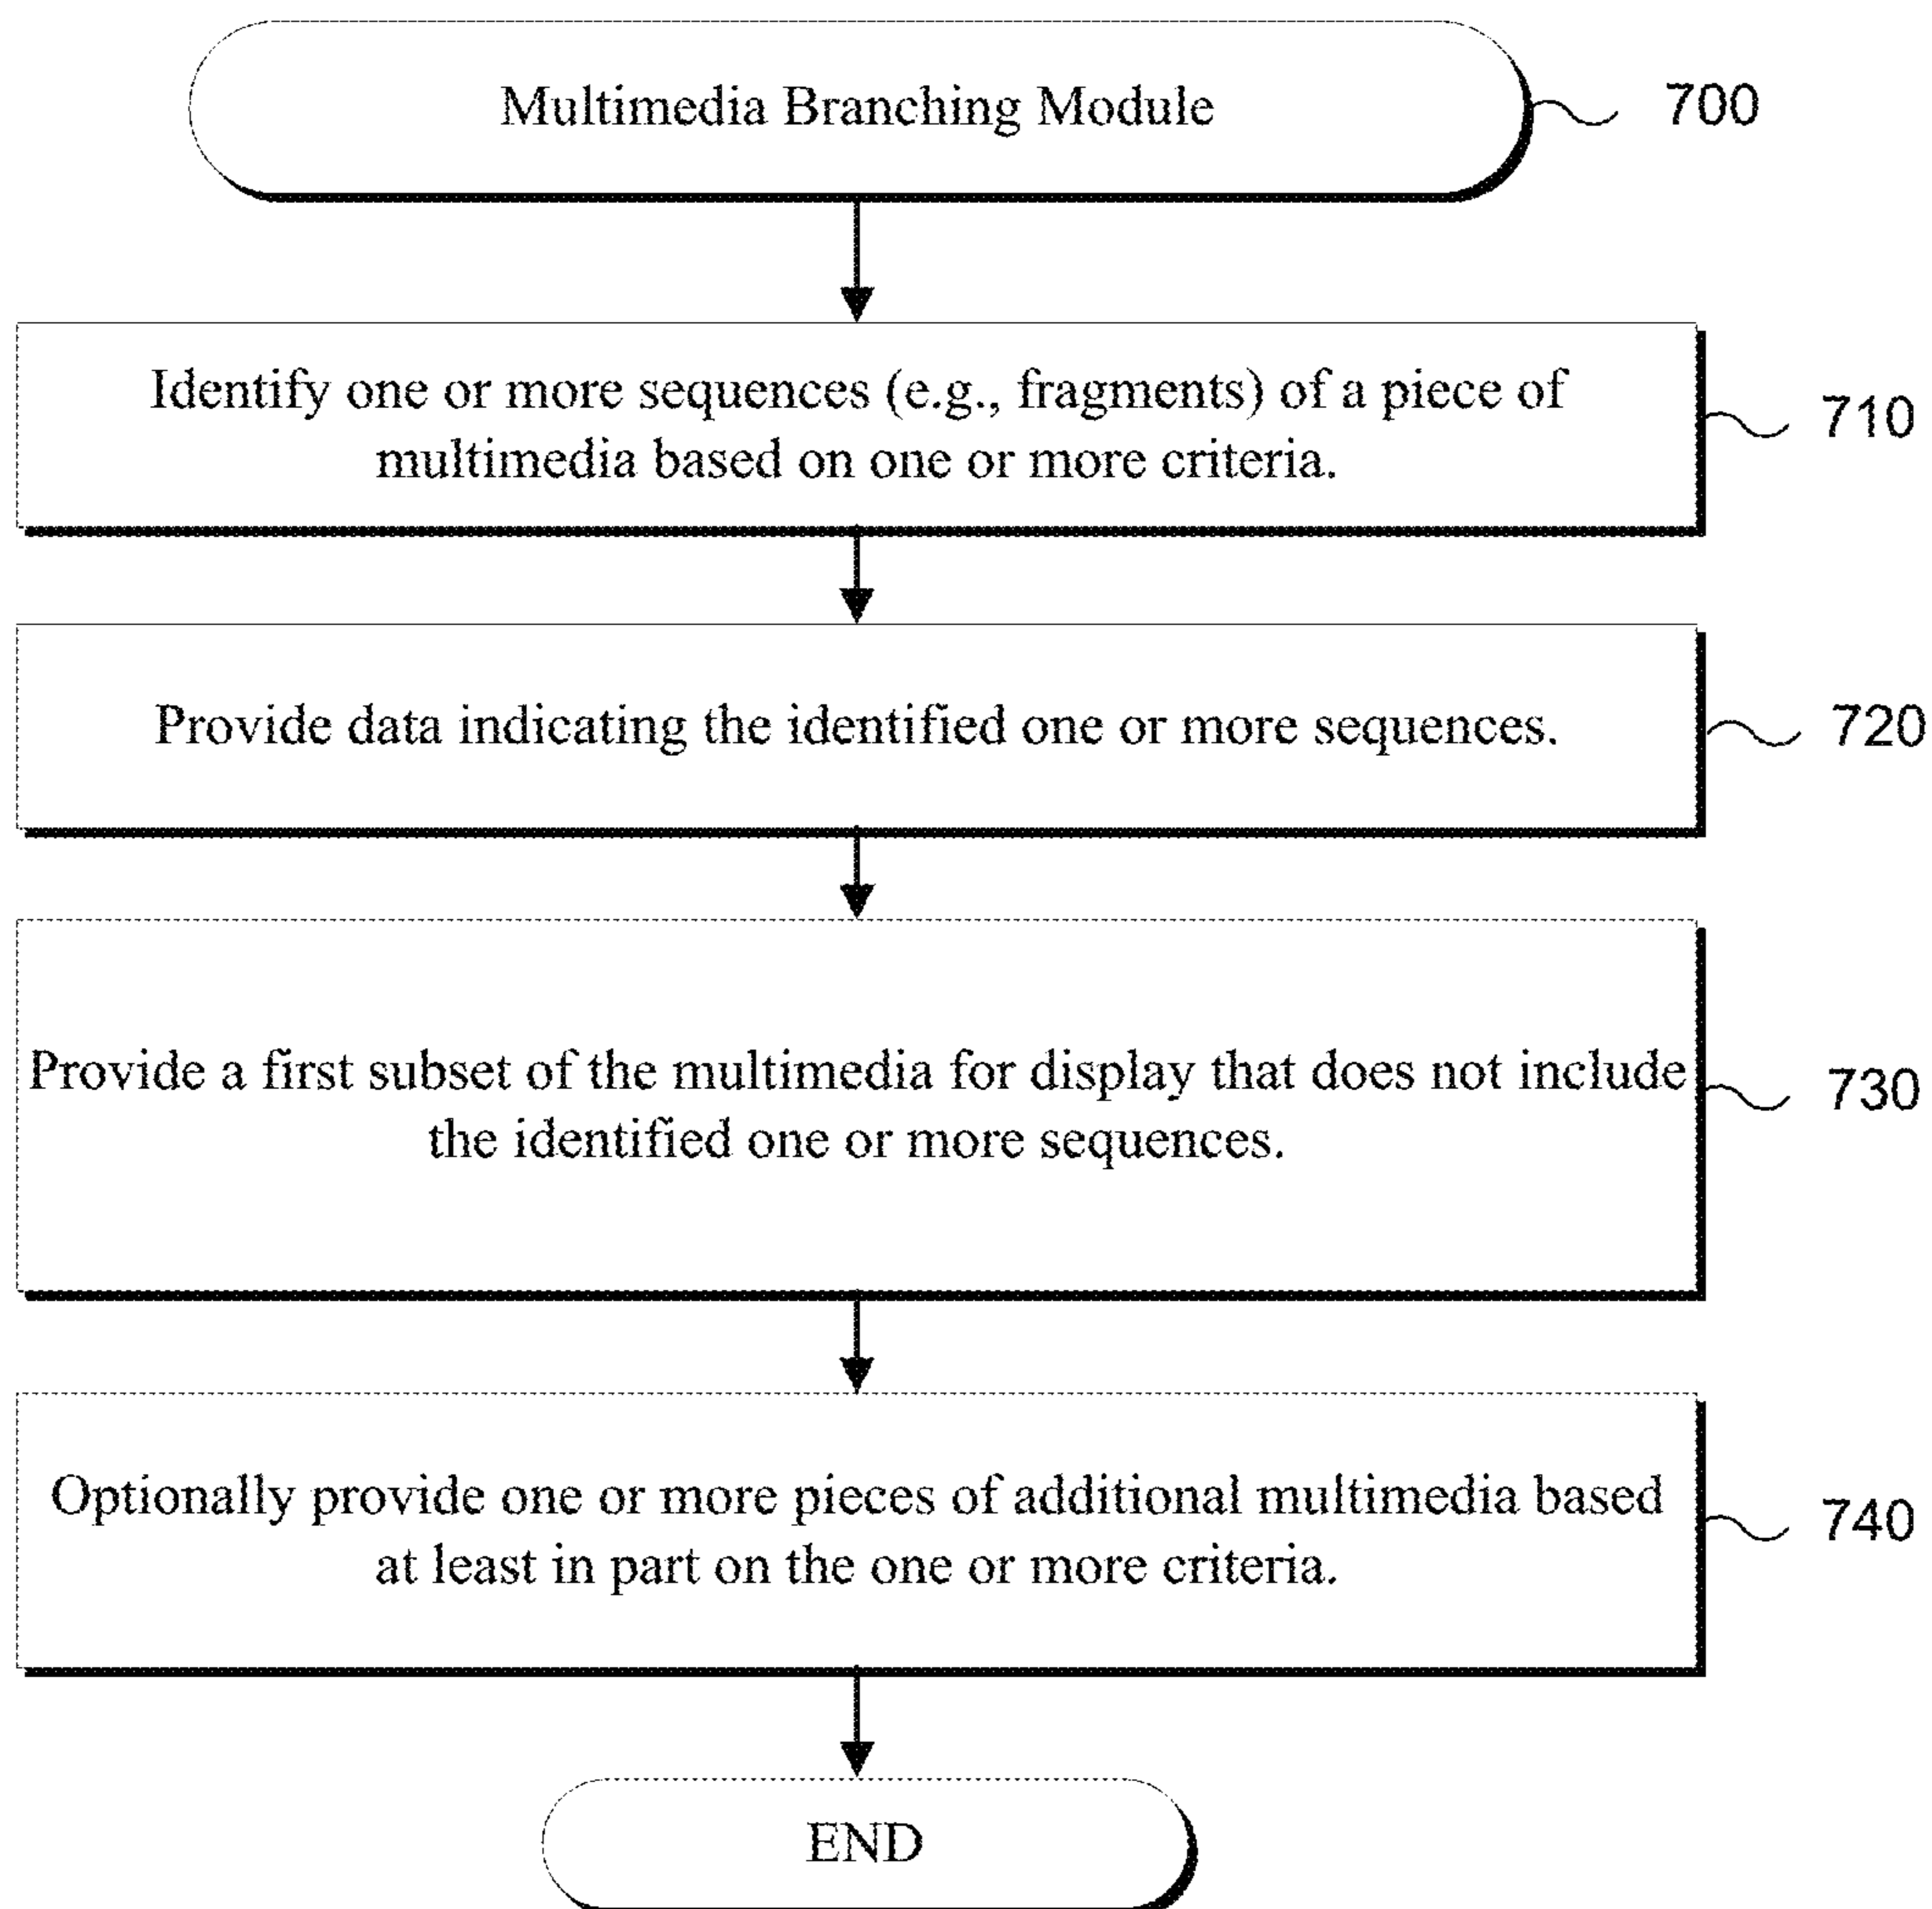 Multimedia Branching Module
700
Identify one or more sequences (e.g., fragments) of a piece of
multimedia based on one or more criteria.
710
Provide data indicating the identified one or more sequences.
720
Provide a first subset of the multimedia for display that does not include
the identified one or more sequences.
730
Optionally provide one or more pieces of additional multimedia based
at least in part on the one or more criteria.
740
END